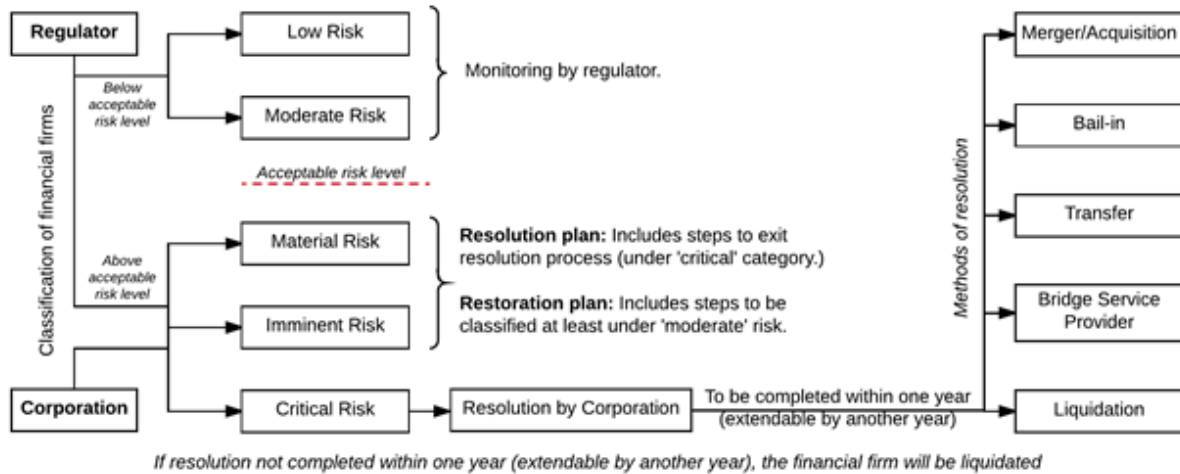 Regulator
Low Risk
Merger/Acquisition
Monitoring by regulator.
Below
acceptable
risk level
Moderate Risk
Bail-in
Classification of financial firms
Acceptable risk level
Methods of resolution
Material Risk
Resolution plan: Includes steps to exit
resolution process (under 'critical' category.)
Transfer
Above
acceptable
risk level
Restoration plan: Includes steps to be
classified at least under 'moderate' risk.
Imminent Risk
Bridge Service
Provider
Corporation
Critical Risk
Resolution by Corporation
To be completed within one year
(extendable by another year)
Liquidation
If resolution not completed within one year (extendable by another year), the financial firm will be liquidated